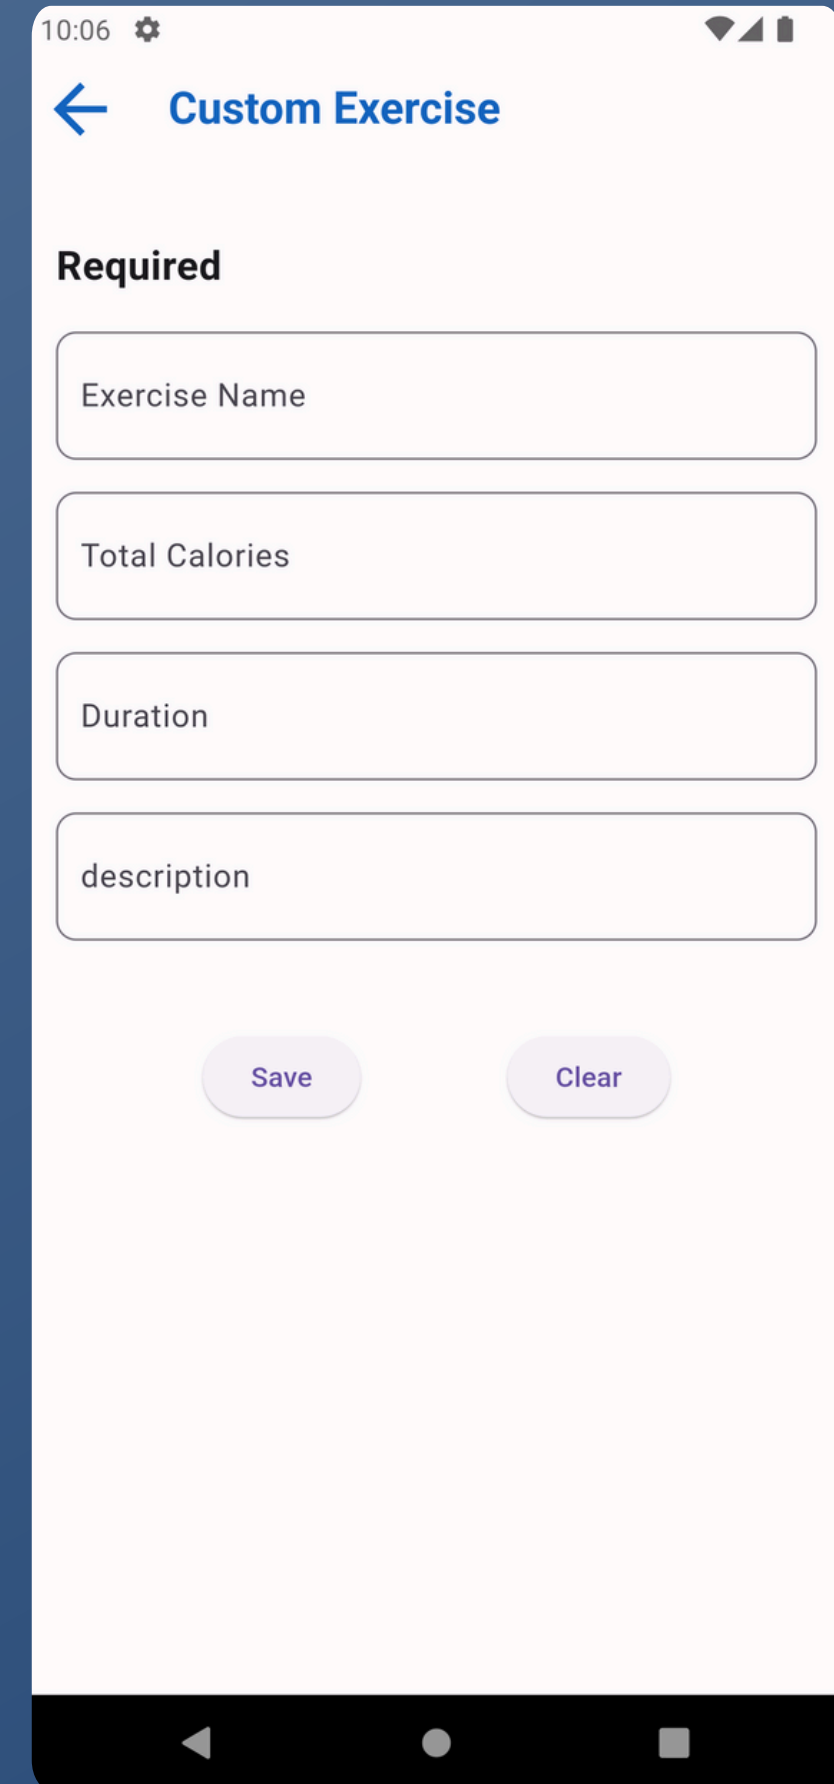 10:06
Custom Exercise
Required
Exercise Name
Total Calories
Duration
description
Save
Clear